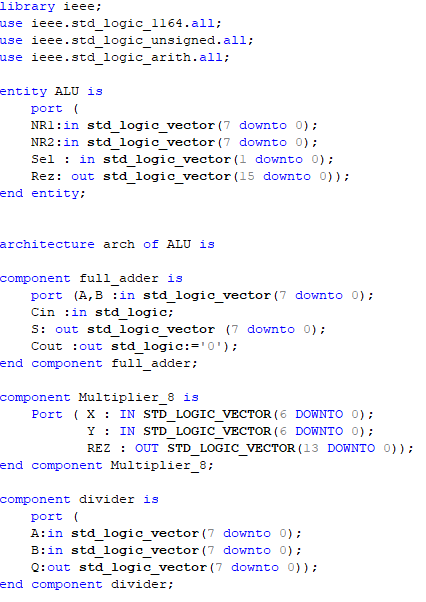 library ieee;
use ieee.std_logic_1164.all;
use ieee.std_logic_unsigned.all;
use ieee.std_logic_arith.all;

entity ALU is
    port (
    NR1:in std_logic_vector(7 downto 0);
    NR2:in std_logic_vector(7 downto 0);
    Sel : in std_logic_vector(1 downto 0);
    Rez: out std_logic_vector(15 downto 0));
end entity;


architecture arch of ALU is

component full_adder is
    port (A,B :in std_logic_vector(7 downto 0);
    Cin :in std_logic;
    S: out std_logic_vector (7 downto 0);
    Cout :out std_logic:='0');
end component full_adder;

component Multiplier_8 is
    Port ( X : IN STD_LOGIC_VECTOR(6 DOWNTO 0);
           Y : IN STD_LOGIC_VECTOR(6 DOWNTO 0);
           REZ : OUT STD_LOGIC_VECTOR(13 DOWNTO 0));
end component Multiplier_8;

component divider is
    port (
    A:in std_logic_vector(7 downto 0);
    B:in std_logic_vector(7 downto 0);
    Q:out std_logic_vector(7 downto 0));
end component divider;